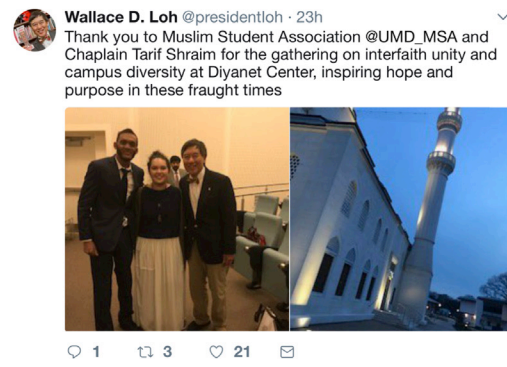 Wallace D. Loh @presidentloh · 23h
Thank you to Muslim Student Association @UMD_MSA and
Chaplain Tarif Shraim for the gathering on interfaith unity and
campus diversity at Diyanet Center, inspiring hope and
purpose in these fraught times
1 3 21